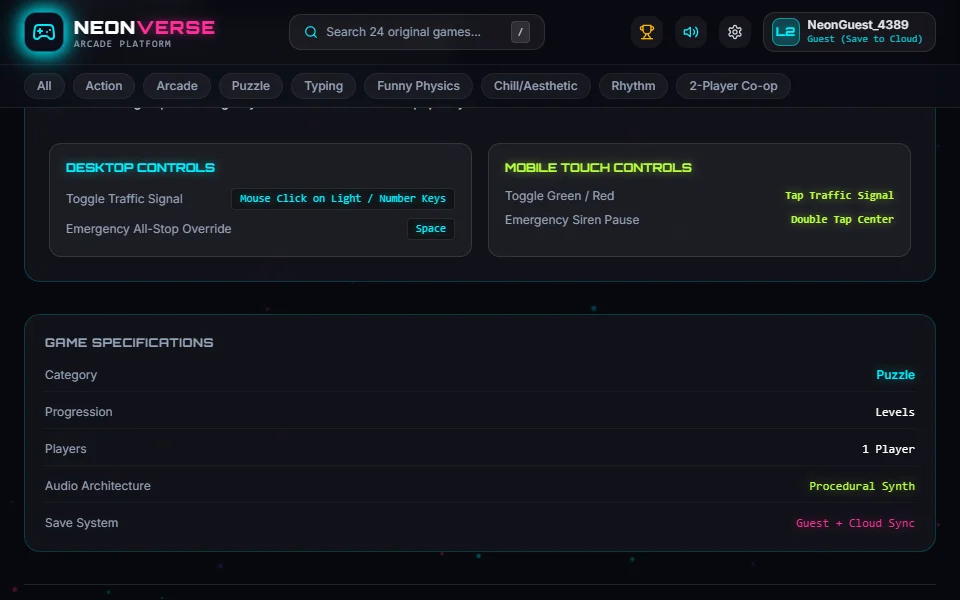 NEONVERSE
ARCADE PLATFORM
Search 24 original games...
/
L2
NeonGuest_4389
Guest (Save to Cloud)
All
Action
Arcade
Puzzle
Typing
Funny Physics
Chill/Aesthetic
Rhythm
2-Player Co-op
DESKTOP CONTROLS
Toggle Traffic Signal
Mouse Click on Light / Number Keys
Emergency All-Stop Override
Space
MOBILE TOUCH CONTROLS
Toggle Green / Red
Tap Traffic Signal
Emergency Siren Pause
Double Tap Center
GAME SPECIFICATIONS
Category
Puzzle
Progression
Levels
Players
1 Player
Audio Architecture
Procedural Synth
Save System
Guest + Cloud Sync